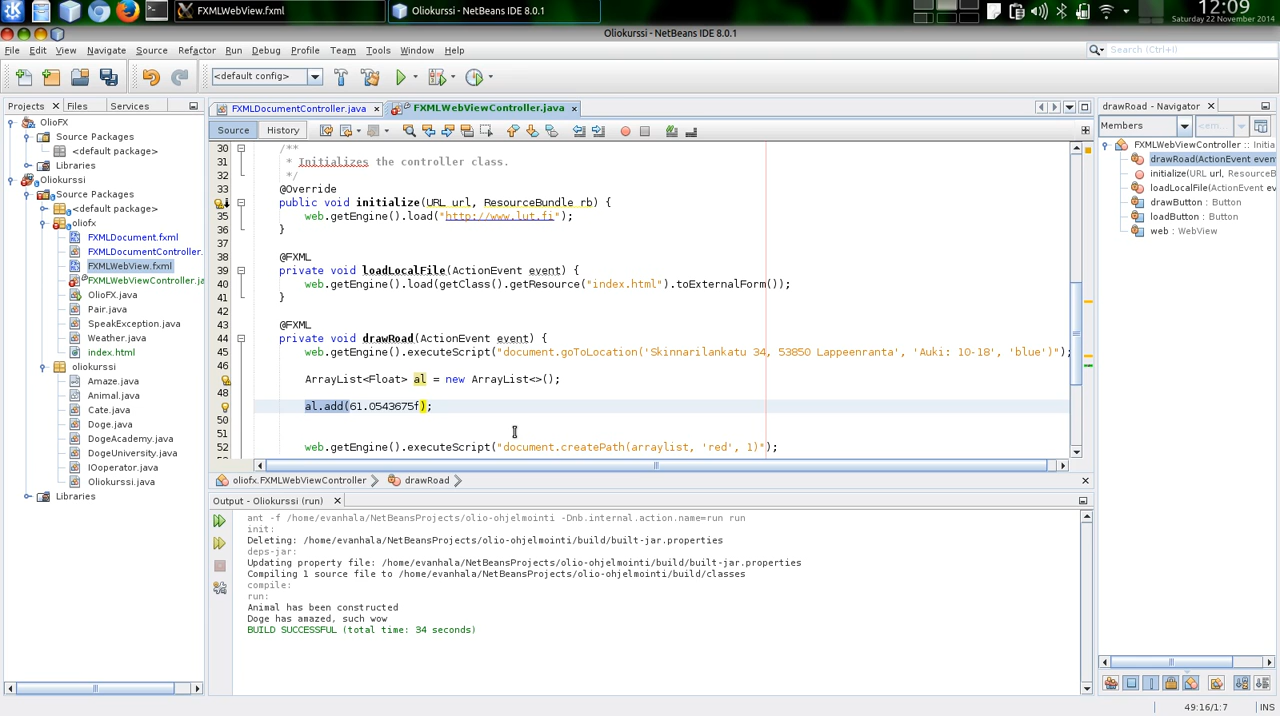 FXMLWebView.fxml
Oliokurssi - NetBeans IDE 8.0.1
12:09
Saturday 22 November 2014
Oliokurssi - NetBeans IDE 8.0.1
File Edit View Navigate Source Refactor Run Debug Profile Team Tools Window Help
Search (Ctrl+I)
<default config>
Projects Files Services
FXMLDocumentController.java
FXMLWebViewController.java
drawRoad - Navigator
Source History
Members
<em...
OlioFX
Source Packages
<default package>
Libraries
Oliokurssi
Source Packages
<default package>
oliofx
FXMLDocument.fxml
FXMLDocumentController.
FXMLWebView.fxml
FXMLWebViewController.ja
OlioFX.java
Pair.java
SpeakException.java
Weather.java
index.html
oliokurssi
Amaze.java
Animal.java
Cate.java
Doge.java
DogeAcademy.java
DogeUniversity.java
IOoperator.java
Oliokurssi.java
Libraries
30 /**
31 * Initializes the controller class.
32 */
33 @Override
public void initialize(URL url, ResourceBundle rb) {
35 web.getEngine().load("http://www.lut.fi");
36 }
37
38 @FXML
39 private void loadLocalFile(ActionEvent event) {
40 web.getEngine().load(getClass().getResource("index.html").toExternalForm());
41 }
42
43 @FXML
44 private void drawRoad(ActionEvent event) {
45 web.getEngine().executeScript("document.goToLocation('Skinnarilankatu 34, 53850 Lappeenranta', 'Auki: 10-18', 'blue')");
46
ArrayList<Float> al = new ArrayList<>();
48
al.add(61.0543675f);
50
51
52 web.getEngine().executeScript("document.createPath(arraylist, 'red', 1)");
oliofx.FXMLWebViewController drawRoad
FXMLWebViewController :: Initia
drawRoad(ActionEvent even
initialize(URL url, ResourceB
loadLocalFile(ActionEvent ev
drawButton : Button
loadButton : Button
web : WebView
Output - Oliokurssi (run)
ant -f /home/evanhala/NetBeansProjects/olio-ohjelmointi -Dnb.internal.action.name=run run
init:
Deleting: /home/evanhala/NetBeansProjects/olio-ohjelmointi/build/built-jar.properties
deps-jar:
Updating property file: /home/evanhala/NetBeansProjects/olio-ohjelmointi/build/built-jar.properties
Compiling 1 source file to /home/evanhala/NetBeansProjects/olio-ohjelmointi/build/classes
compile:
run:
Animal has been constructed
Doge has amazed, such wow
BUILD SUCCESSFUL (total time: 34 seconds)
49:16/1:7 INS